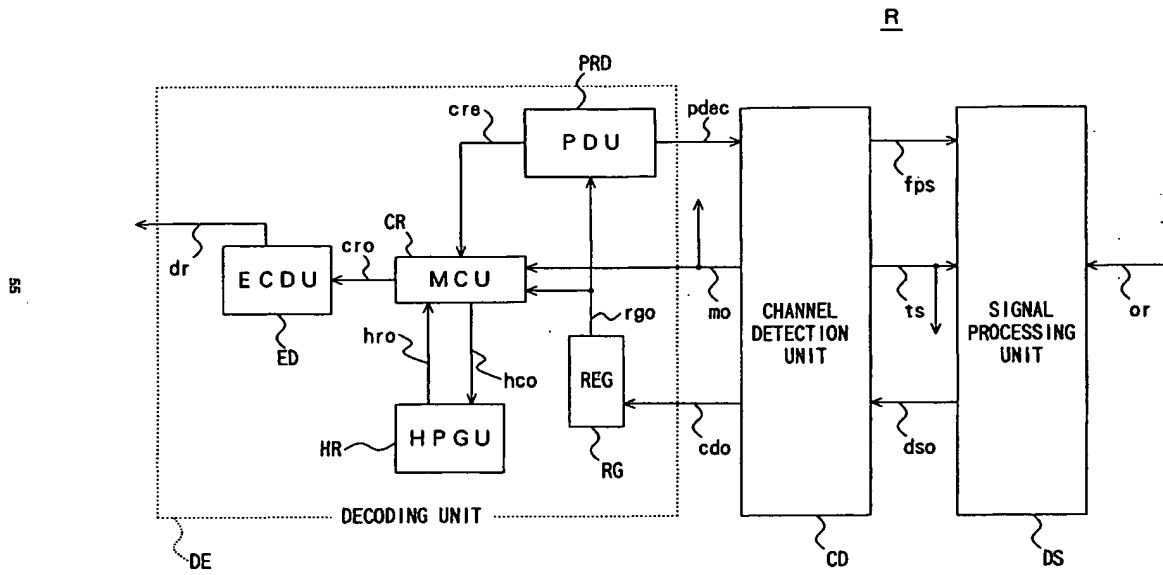 R
PRD
cre
PDU
pdec
fps
CR
dr
cro
ECDU
MCU
mo
ts
or
CHANNEL
DETECTION
UNIT
SIGNAL
PROCESSING
UNIT
rgo
ED
hro
hco
REG
HR
HPGU
RG
cdo
dso
DECODING UNIT
DE
CD
DS
55